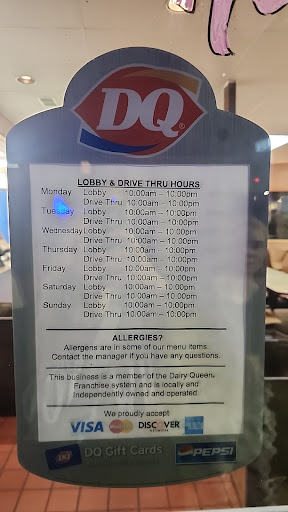 DQ
LOBBY & DRIVE THRU HOURS
Monday Lobby 10:00am – 10:00pm
Drive Thru 10:00am – 10:00pm
Tuesday Lobby 10:00am – 10:00pm
Drive Thru 10:00am – 10:00pm
Wednesday Lobby 10:00am – 10:00pm
Drive Thru 10:00am – 10:00pm
Thursday Lobby 10:00am – 10:00pm
Drive Thru 10:00am – 10:00pm
Friday Lobby 10:00am – 10:00pm
Drive Thru 10:00am – 10:00pm
Saturday Lobby 10:00am – 10:00pm
Drive Thru 10:00am – 10:00pm
Sunday Lobby 10:00am – 10:00pm
Drive Thru 10:00am – 10:00pm
ALLERGIES?
Allergens are in some of our menu items.
Contact the manager if you have any questions.
This business is a member of the Dairy Queen®
Franchise system and is locally and
Independently owned and operated
We proudly accept
VISA MasterCard DISCOVER
DQ DQ Gift Cards PEPSI